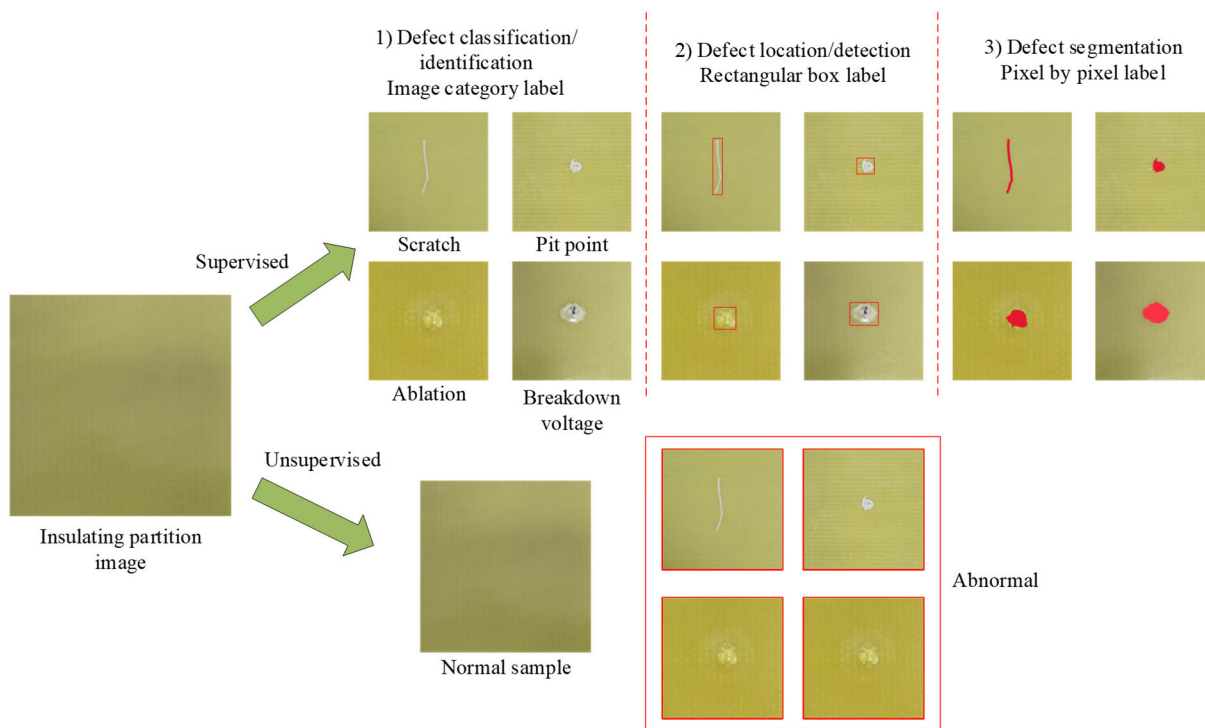 1) Defect classification/
identification
Image category label
2) Defect location/detection
Rectangular box label
3) Defect segmentation
Pixel by pixel label
Supervised
Scratch
Pit point
Ablation
Breakdown
voltage
Unsupervised
Insulating partition
image
Normal sample
Abnormal